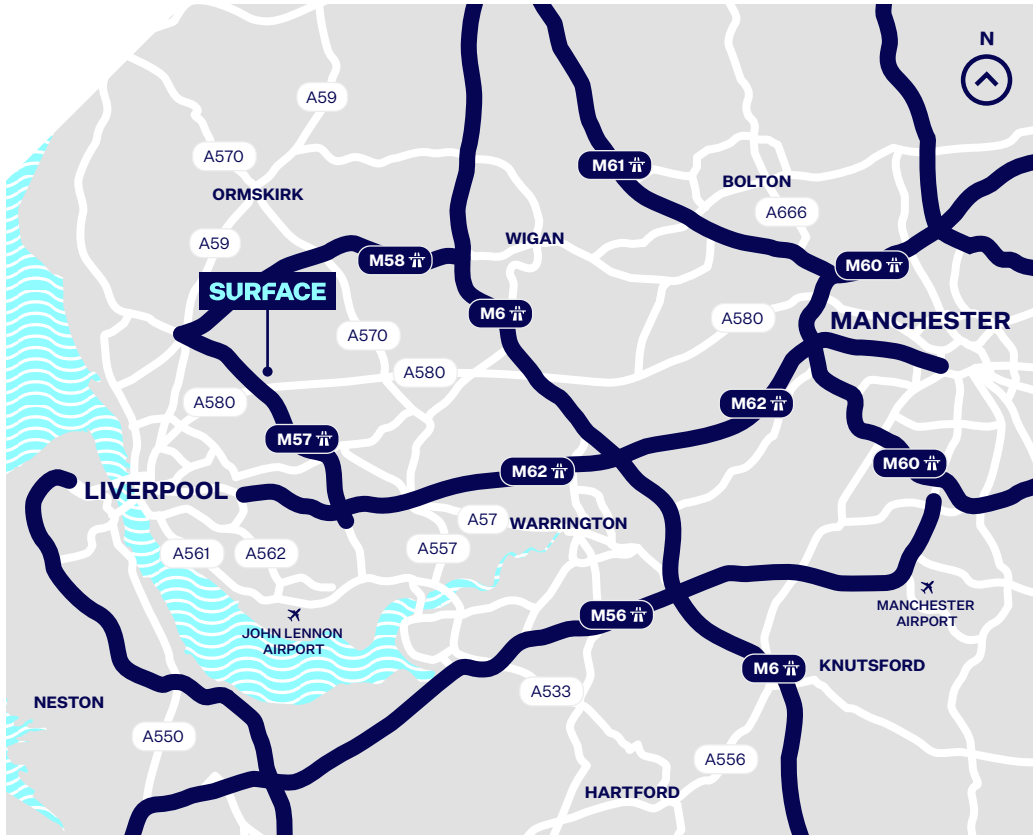 N
A59
A570
M61
BOLTON
ORMSKIRK
A666
A59
WIGAN
M58
M60
SURFACE
M6
A580
MANCHESTER
A570
A580
A580
M62
M57
M60
M62
LIVERPOOL
A57
WARRINGTON
A561
A562
A557
MANCHESTER
AIRPORT
M56
JOHN LENNON
AIRPORT
M6
KNUTSFORD
A533
NESTON
A550
A556
HARTFORD